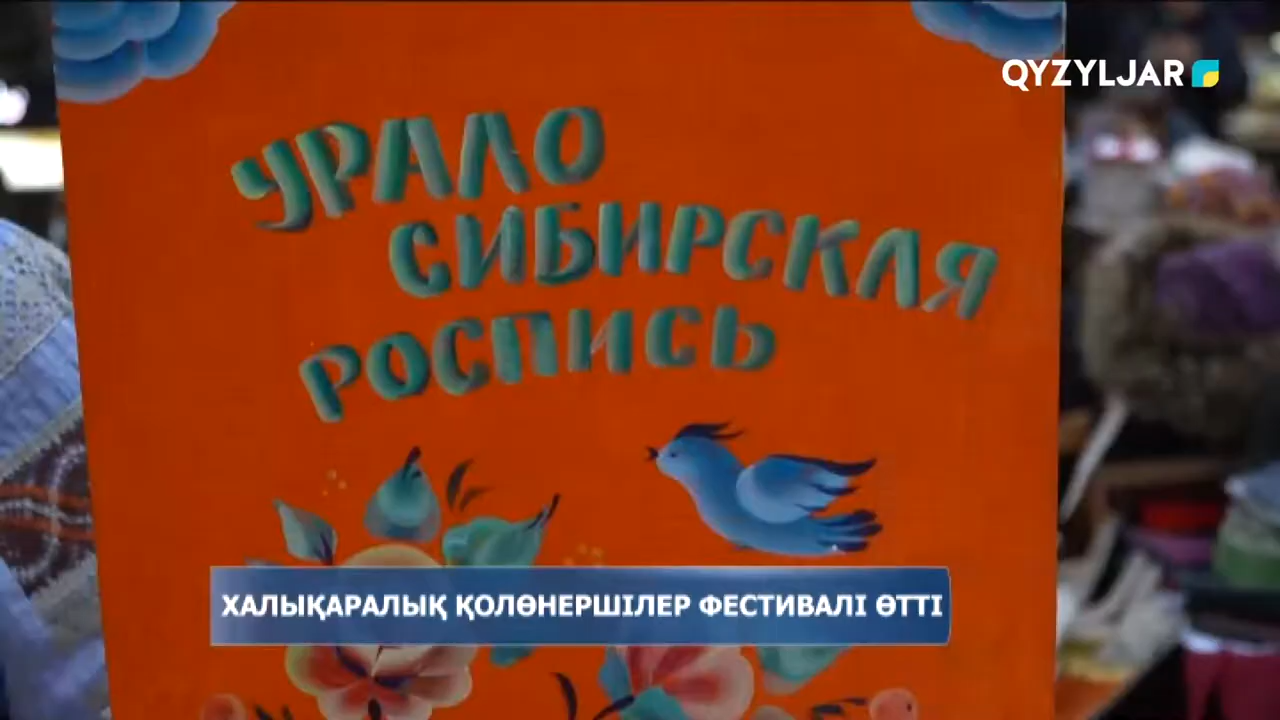 QYZYLJAR
УРАЛО
СИБИРСКАЯ
РОСПИСЬ
ХАЛЫҚАРАЛЫҚ ҚОЛӨНЕРШІЛЕР ФЕСТИВАЛІ ӨТТІ